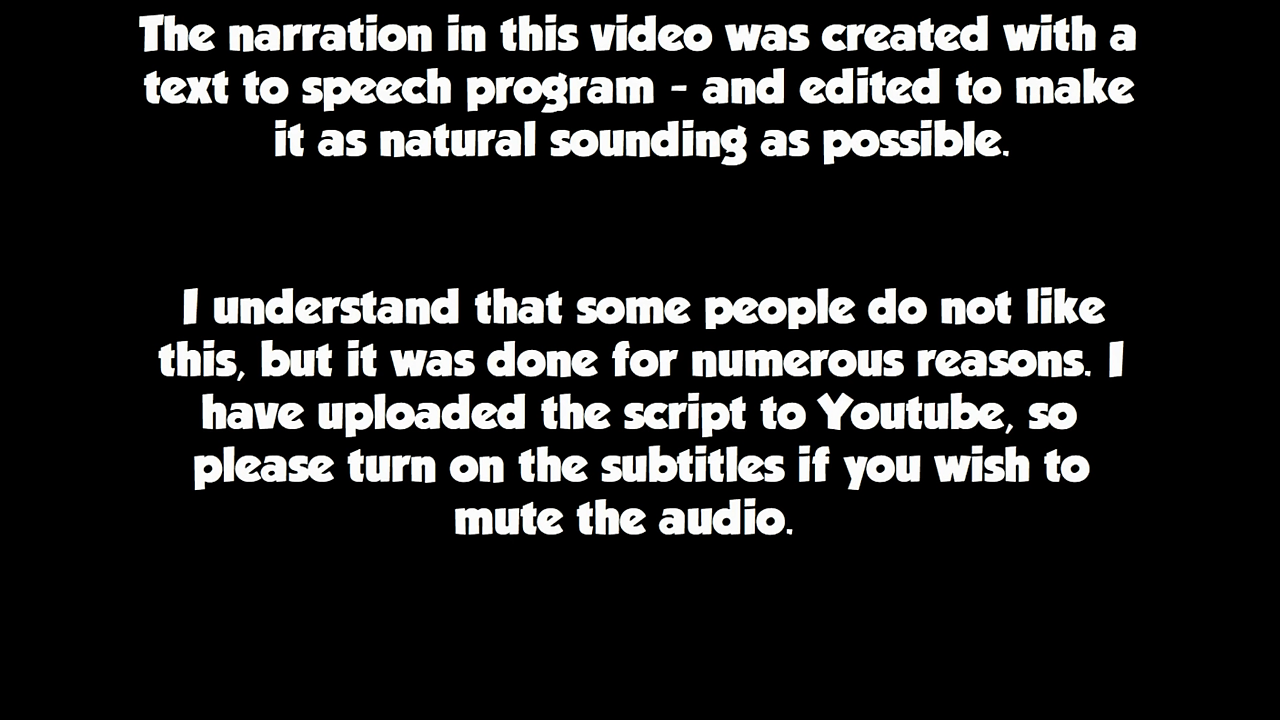 The narration in this video was created with a
text to speech program - and edited to make
it as natural sounding as possible.
I understand that some people do not like
this, but it was done for numerous reasons. I
have uploaded the script to Youtube, so
please turn on the subtitles if you wish to
mute the audio.